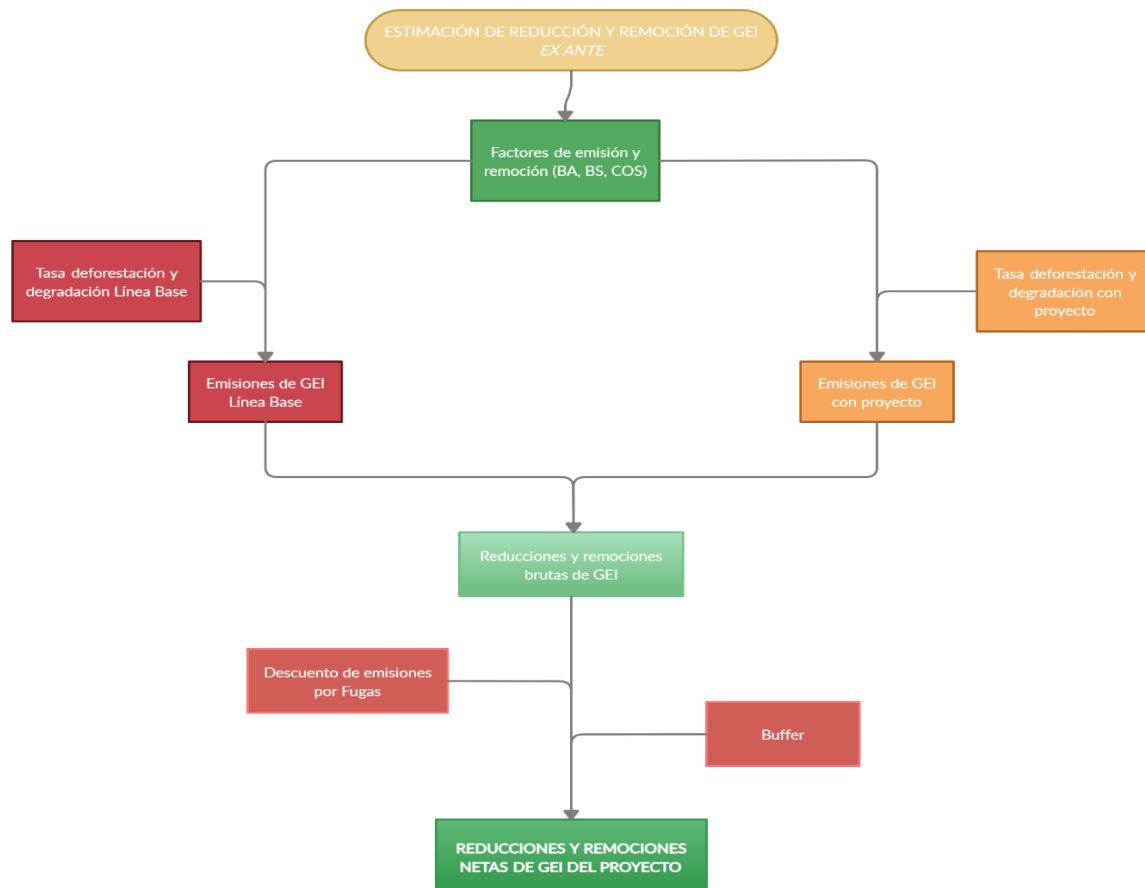 ESTIMACIÓN DE REDUCCIÓN Y REMOCIÓN DE GEI
EX ANTE
Factores de emisión y
remoción (BA, BS, COS)
Tasa deforestación y
degradación Línea Base
Tasa deforestación y
degradación con
proyecto
Emisiones de GEI
Línea Base
Emisiones de GEI
con proyecto
Reducciones y remociones
brutas de GEI
Descuento de emisiones
por Fugas
Buffer
REDUCCIONES Y REMOCIONES
NETAS DE GEI DEL PROYECTO